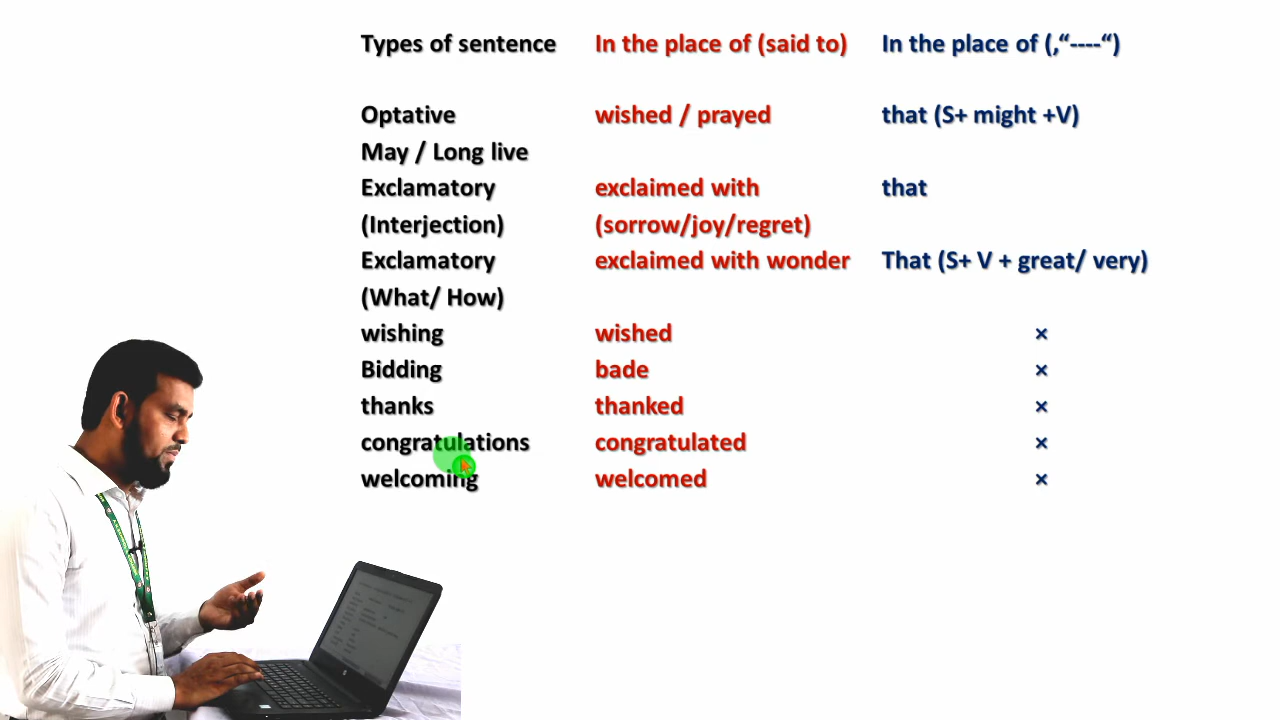 Types of sentence In the place of (said to) In the place of (,“----“)
Optative wished / prayed that (S+ might +V)
May / Long live
Exclamatory exclaimed with that
(Interjection) (sorrow/joy/regret)
Exclamatory exclaimed with wonder That (S+ V + great/ very)
(What/ How)
wishing wished ×
Bidding bade ×
thanks thanked ×
congratulations congratulated ×
welcoming welcomed ×